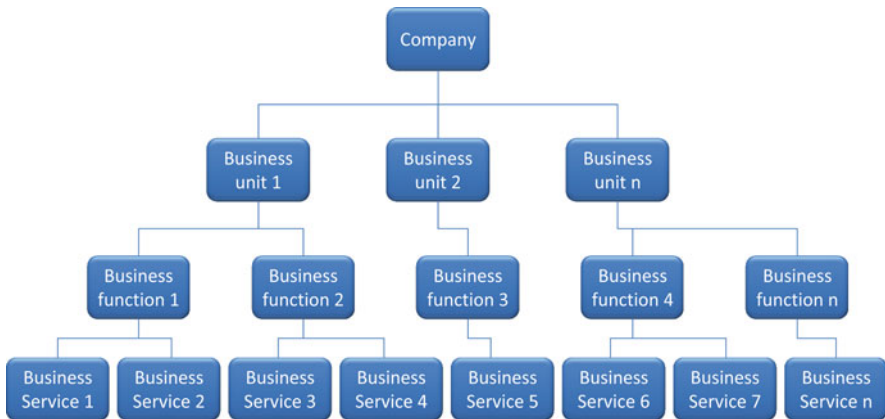 Company
Business
unit 1
Business
unit 2
Business
unit n
Business
function 1
Business
function 2
Business
function 3
Business
function 4
Business
function n
Business
Service 1
Business
Service 2
Business
Service 3
Business
Service 4
Business
Service 5
Business
Service 6
Business
Service 7
Business
Service n